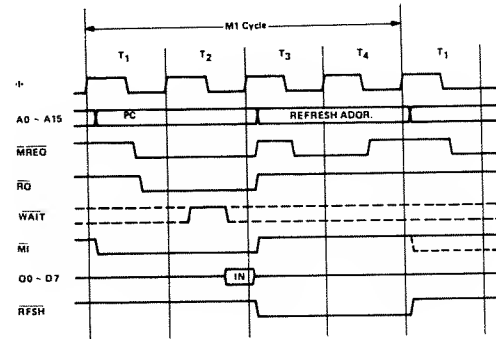 M1 Cycle
T1 T2 T3 T4 T1
Φ
A0 ~ A15 PC REFRESH ADDR.
MREQ
RD
WAIT
M1
D0 ~ D7 IN
RFSH